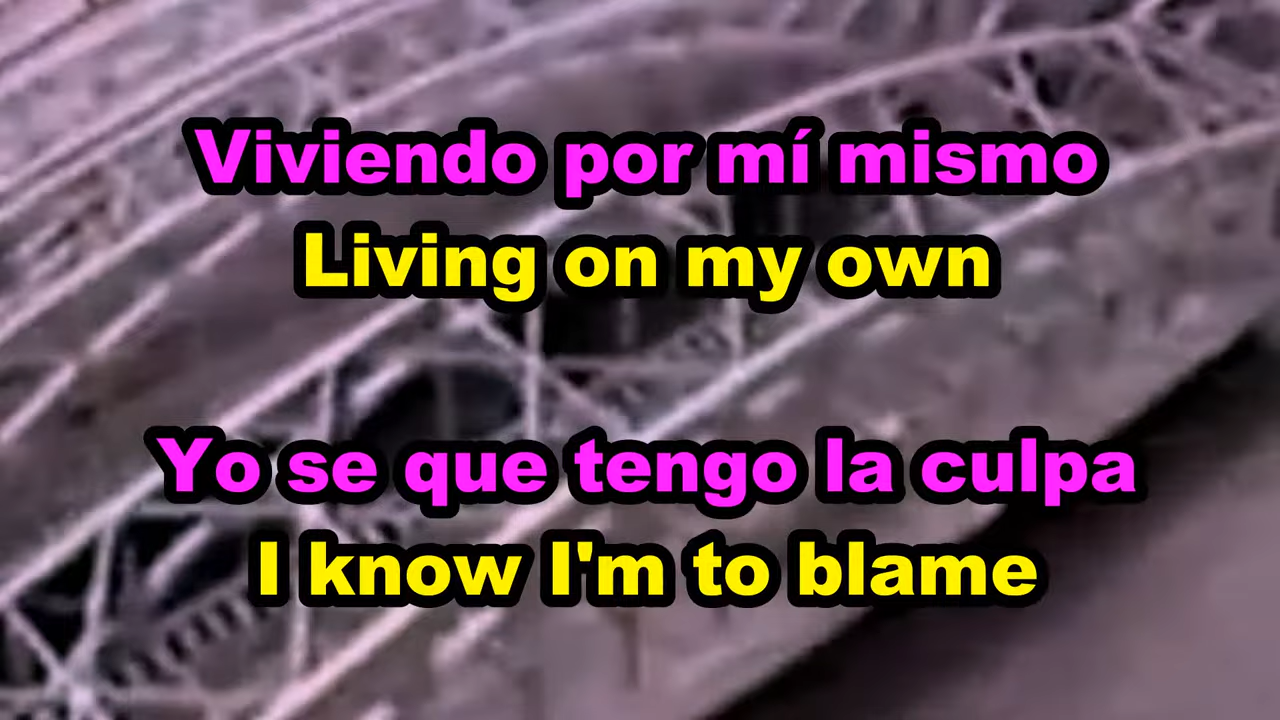 Viviendo por mí mismo
Living on my own
Yo se que tengo la culpa
I know I'm to blame